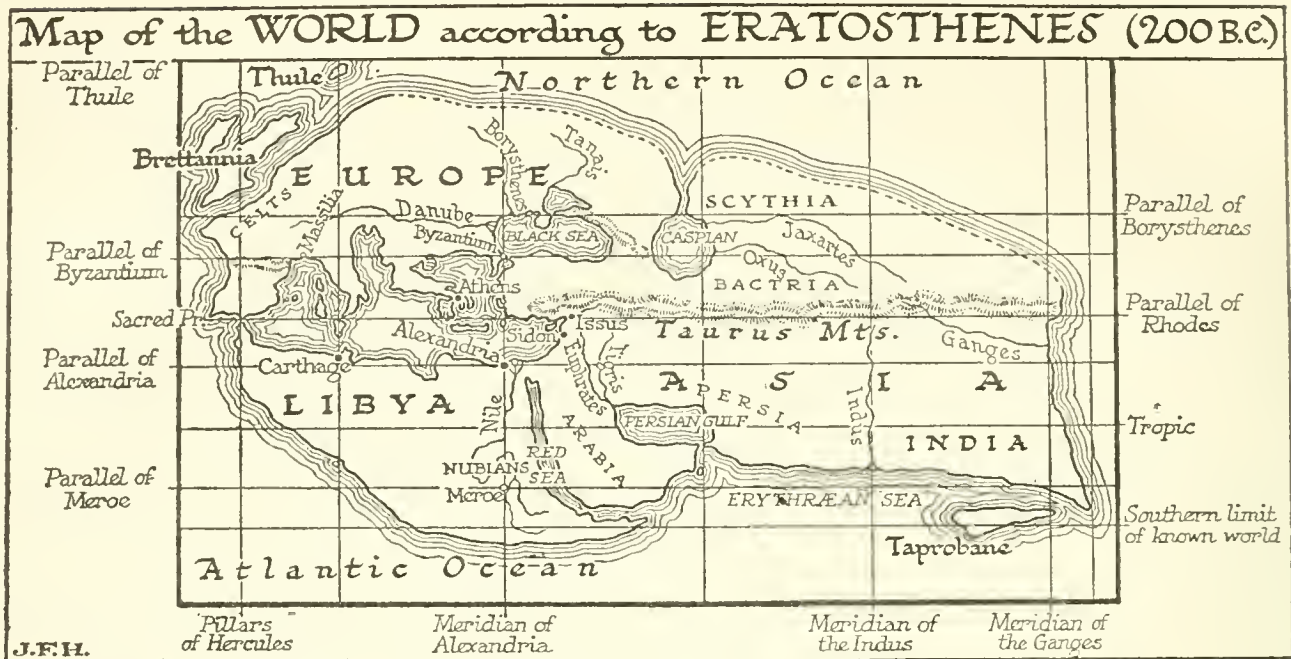 Map of the WORLD according to ERATOSTHENES (200 B.C.)
Parallel of
Thule
Thule
Northern Ocean
Brettannia
EUROPE
Borysthenes
Tanais
CELTS
Massilia
Danube
Byzantium
BLACK SEA
CASPIAN
SCYTHIA
Jaxartes
Oxus
BACTRIA
Parallel of
Borysthenes
Parallel of
Byzantium
Athens
Sacred Pr.
Alexandria
Sidon
Issus
Taurus Mts.
Ganges
Parallel of
Rhodes
Parallel of
Alexandria
Carthage
LIBYA
Nile
Euphrates
Tigris
ASIA
PERSIA
PERSIAN GULF
ARABIA
Indus
INDIA
Tropic
NUBIANS
RED
SEA
Meroe
Parallel of
Meroe
ERYTHRÆAN SEA
Taprobane
Southern limit
of known world
Atlantic Ocean
Pillars
of Hercules
Meridian of
Alexandria
Meridian of
the Indus
Meridian of
the Ganges
J.F.H.